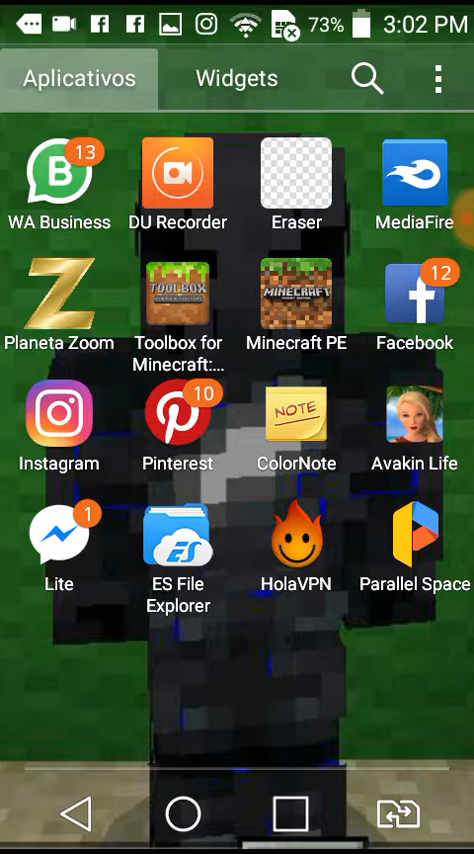 73% 3:02 PM
Aplicativos Widgets
13
B
WA Business DU Recorder Eraser MediaFire
12
TOOLBOX MINECRAFT
Planeta Zoom Toolbox for Minecraft:... Minecraft PE Facebook
10
NOTE
Instagram Pinterest ColorNote Avakin Life
1
ES
Lite ES File Explorer HolaVPN Parallel Space